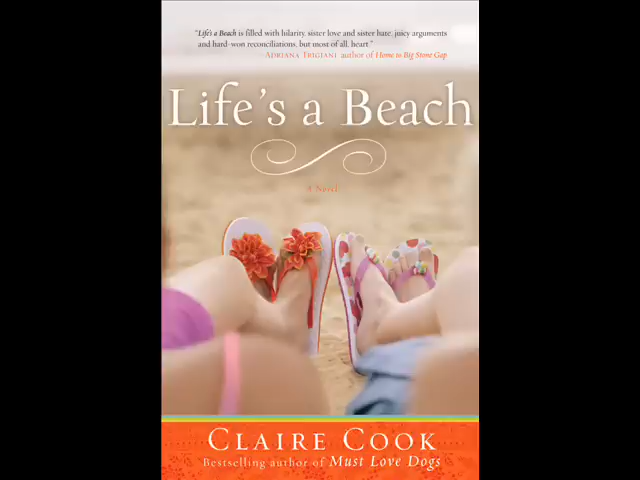 "Life's a Beach is filled with hilarity, sister love and sister hate, juicy arguments
and hard-won reconciliations, but most of all, heart."
—Adriana Trigiani author of Home to Big Stone Gap
Life's a Beach
A Novel
Claire Cook
Bestselling author of Must Love Dogs